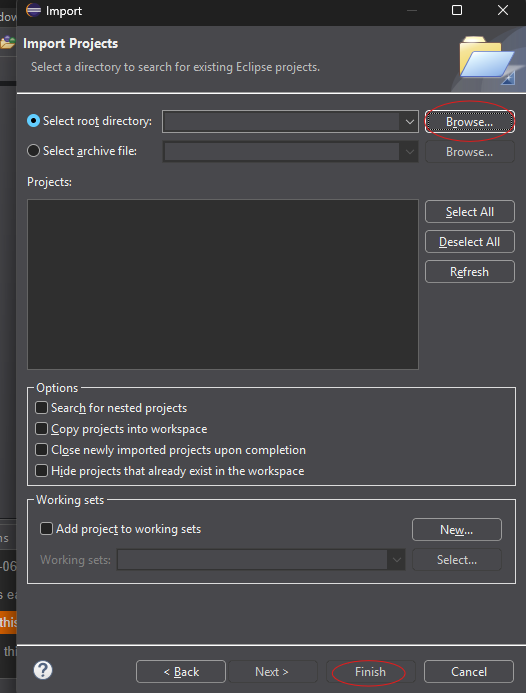 Import
Import Projects
Select a directory to search for existing Eclipse projects.
Select root directory:
Browse...
Select archive file:
Browse...
Projects:
Select All
Deselect All
Refresh
Options
Search for nested projects
Copy projects into workspace
Close newly imported projects upon completion
Hide projects that already exist in the workspace
Working sets
Add project to working sets
New...
Working sets:
Select...
?
< Back
Next >
Finish
Cancel